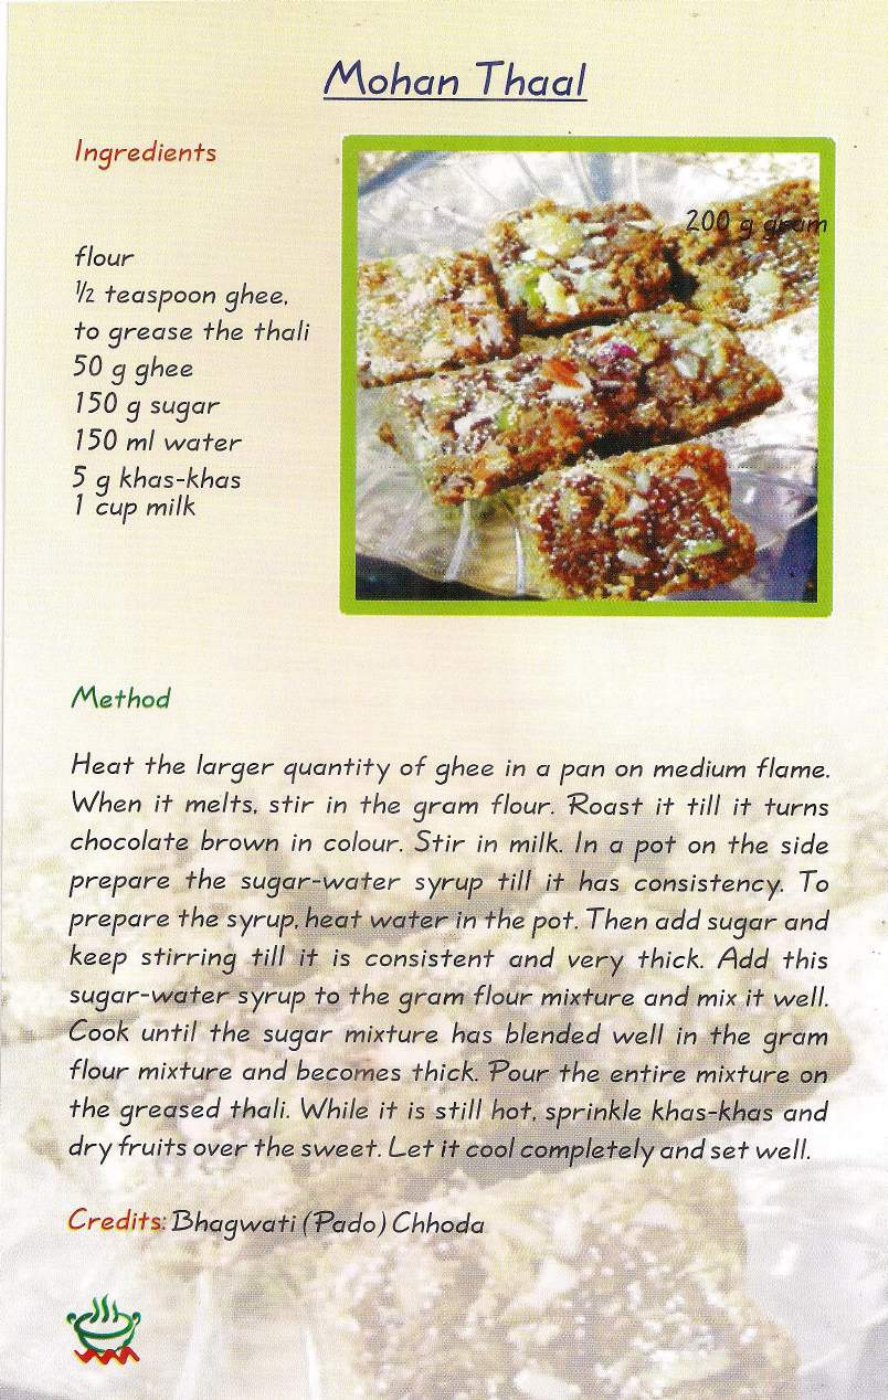 Mohan Thaal
Ingredients
200 g gram
flour
½ teaspoon ghee,
to grease the thali
50 g ghee
150 g sugar
150 ml water
5 g khas-khas
1 cup milk
Method
Heat the larger quantity of ghee in a pan on medium flame.
When it melts, stir in the gram flour. Roast it till it turns
chocolate brown in colour. Stir in milk. In a pot on the side
prepare the sugar-water syrup till it has consistency. To
prepare the syrup, heat water in the pot. Then add sugar and
keep stirring till it is consistent and very thick. Add this
sugar-water syrup to the gram flour mixture and mix it well.
Cook until the sugar mixture has blended well in the gram
flour mixture and becomes thick. Pour the entire mixture on
the greased thali. While it is still hot, sprinkle khas-khas and
dry fruits over the sweet. Let it cool completely and set well.
Credits: Bhagwati (Pado) Chhoda